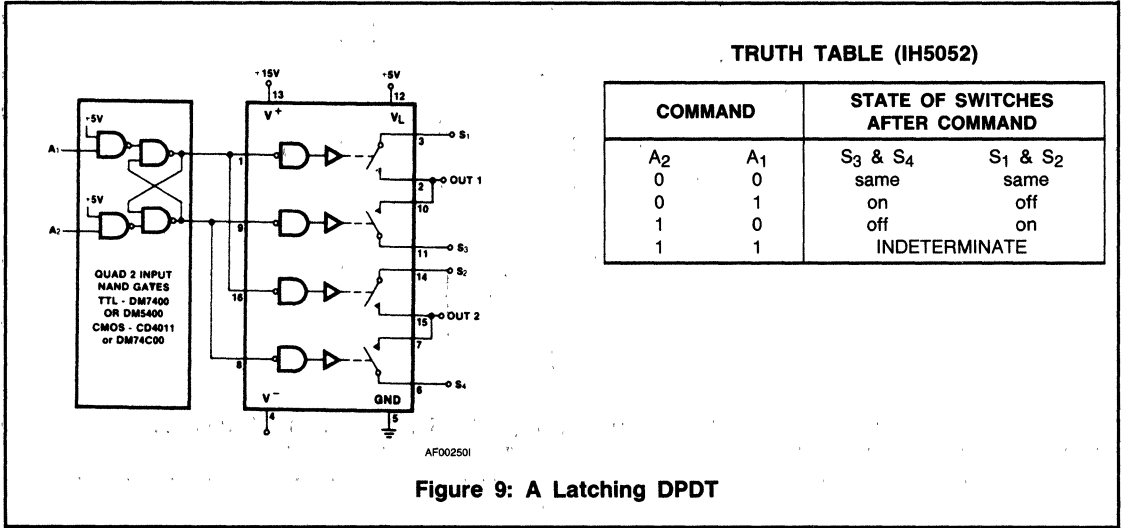 TRUTH TABLE (IH5052)
COMMAND
STATE OF SWITCHES
AFTER COMMAND
A2 A1 S3 & S4 S1 & S2
0 0 same same
0 1 on off
1 0 off on
1 1 INDETERMINATE
+15V
13
V+
+5V
12
VL
+5V
A1
+5V
A2
1
9
16
8
3
S1
2
OUT 1
10
11
S3
14
S2
15
OUT 2
7
6
S4
V-
4
GND
5
QUAD 2 INPUT
NAND GATES
TTL - DM7400
OR DM5400
CMOS - CD4011
or DM74C00
AF00250I
Figure 9: A Latching DPDT